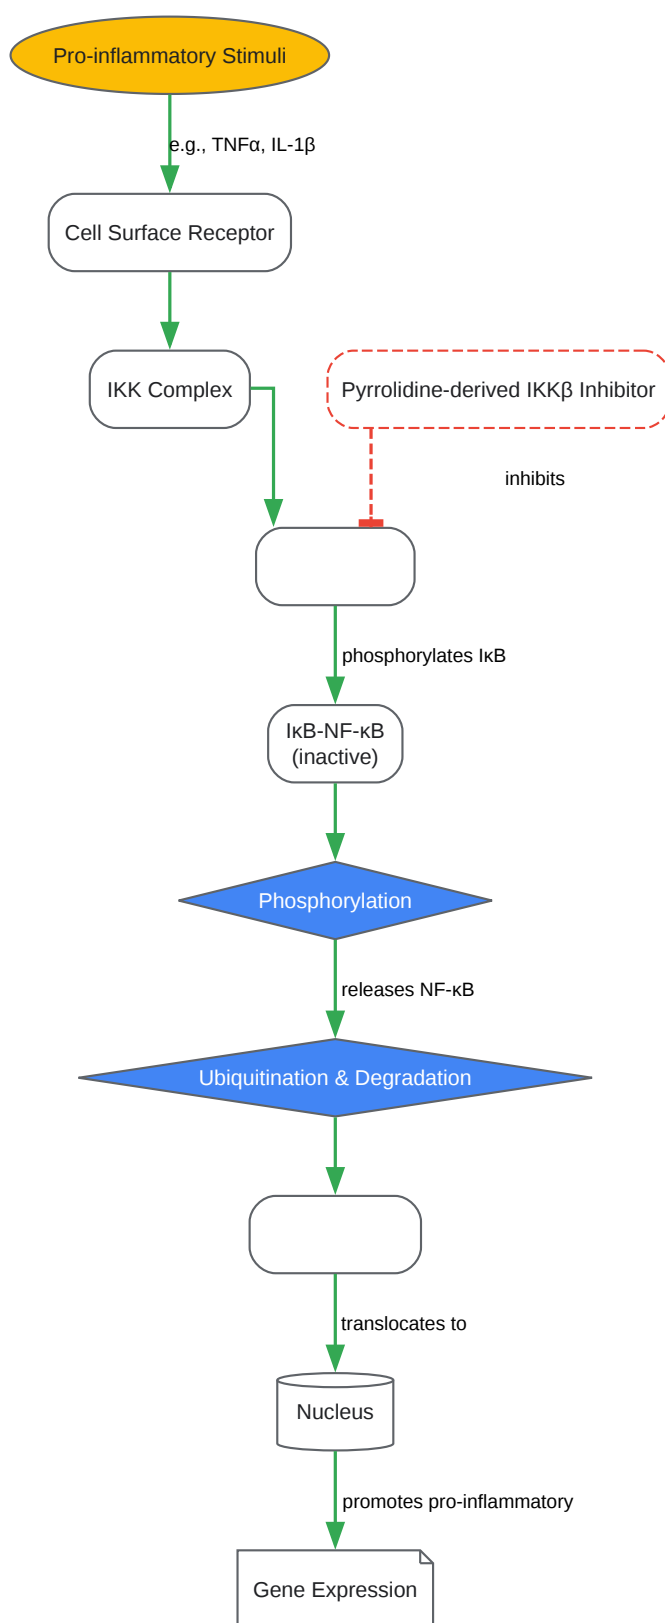 Pro-inflammatory Stimuli
e.g., TNFα, IL-1β
Cell Surface Receptor
IKK Complex
Pyrrolidine-derived IKKβ Inhibitor
inhibits
phosphorylates IκB
IκB-NF-κB
(inactive)
Phosphorylation
releases NF-κB
Ubiquitination & Degradation
translocates to
Nucleus
promotes pro-inflammatory
Gene Expression